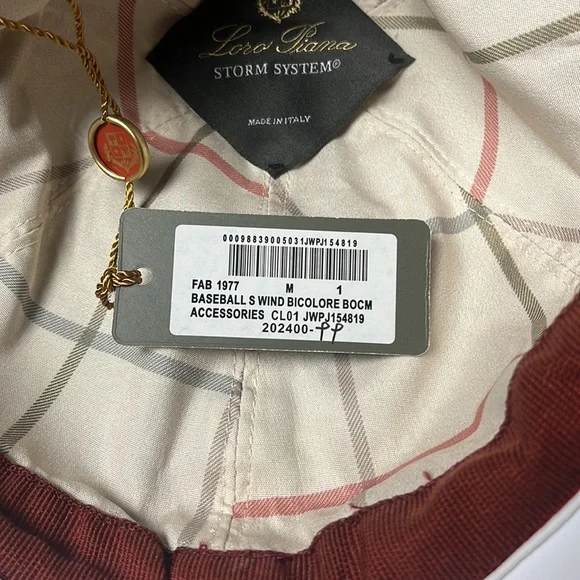 Loro Piana
STORM SYSTEM®
MADE IN ITALY
00098839005031JWPJ154819
FAB 1977 M 1
BASEBALL S WIND BICOLORE BOCM
ACCESSORIES CL01 JWPJ154819
202400-PP